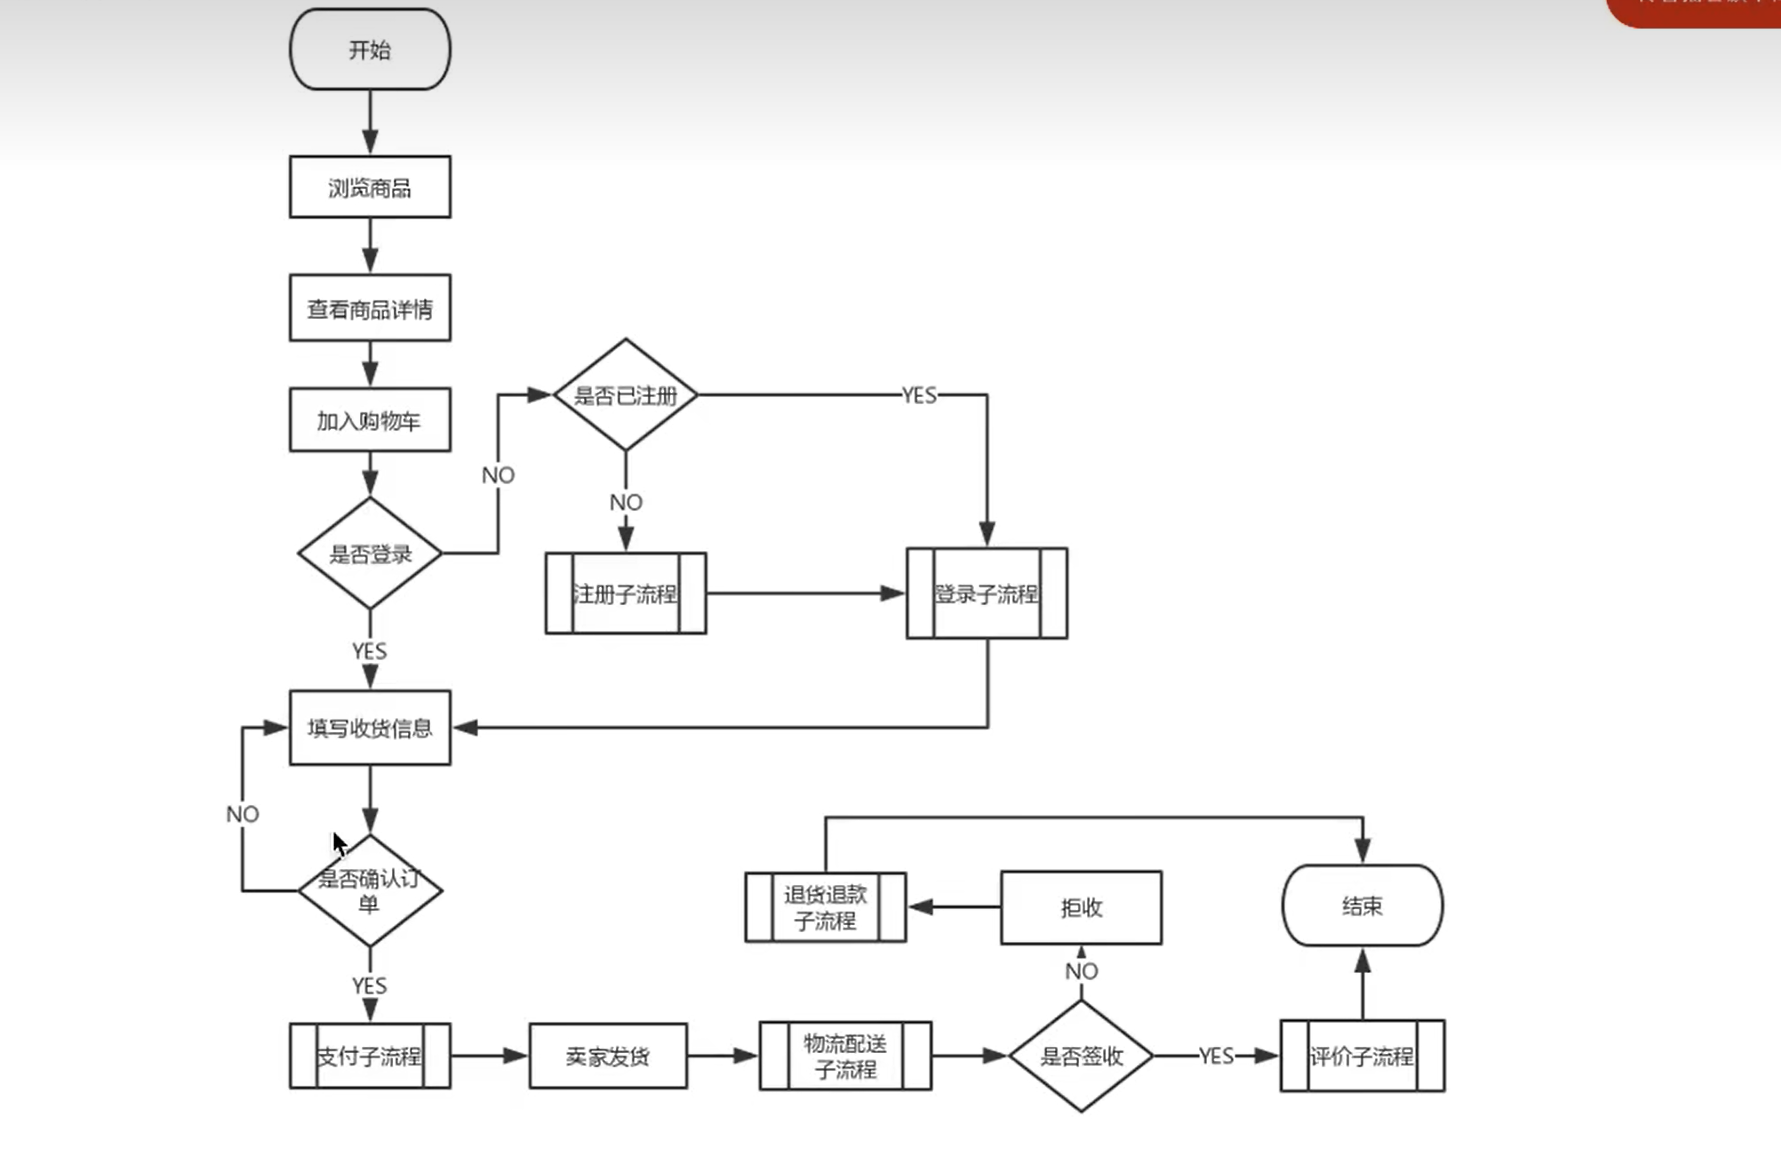 开始
浏览商品
查看商品详情
加入购物车
是否已注册
YES
NO
NO
是否登录
注册子流程
登录子流程
YES
填写收货信息
NO
是否确认订
单
退货退款
子流程
拒收
结束
YES
NO
支付子流程
卖家发货
物流配送
子流程
是否签收
YES
评价子流程